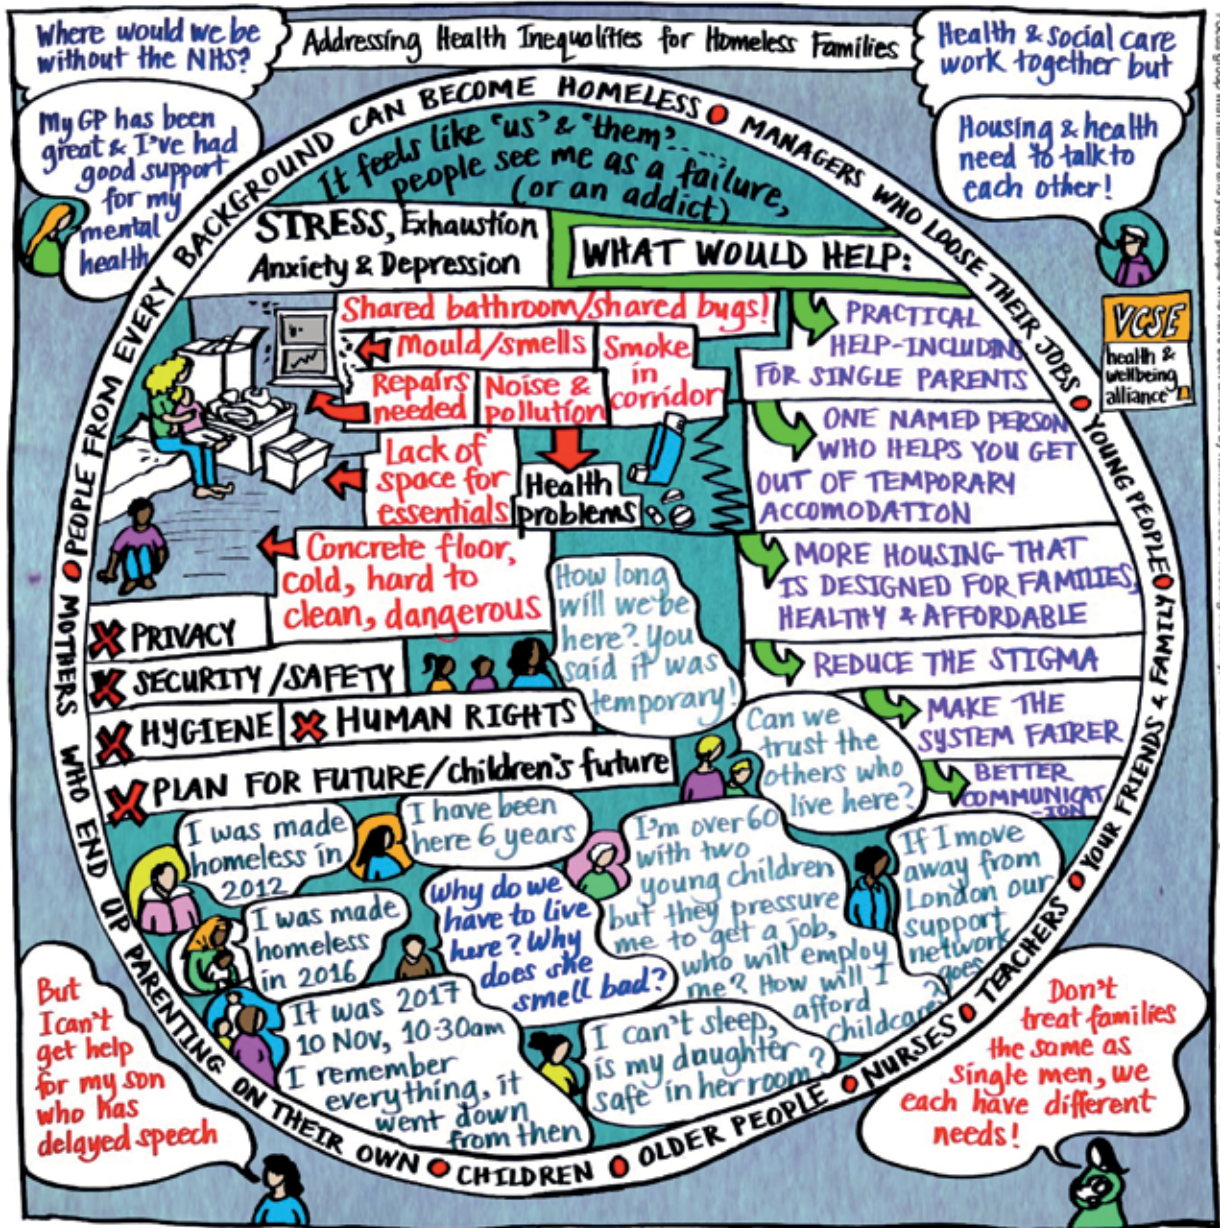 Where would we be
without the NHS?
Addressing Health Inequalities for Homeless Families
Health & social care
work together but
My GP has been
great & I've had
good support
for my
mental
health
Housing & health
need to talk to
each other!
VCSE
health &
wellbeing
alliance
PEOPLE FROM EVERY BACKGROUND CAN BECOME HOMELESS
MANAGERS WHO LOOSE THEIR JOBS
YOUNG PEOPLE
YOUR FRIENDS & FAMILY
TEACHERS
NURSES
OLDER PEOPLE
CHILDREN
MOTHERS WHO END UP PARENTING ON THEIR OWN
It feels like "us" & "them".....
people see me as a failure,
(or an addict)
STRESS, Exhaustion
Anxiety & Depression
WHAT WOULD HELP:
Shared bathroom/shared bugs!
Mould/smells
Smoke
in
corridor
Repairs
needed
Noise &
pollution
Lack of
space for
essentials
Health
problems
Concrete floor,
cold, hard to
clean, dangerous
PRACTICAL
HELP-INCLUDING
FOR SINGLE PARENTS
ONE NAMED PERSON
WHO HELPS YOU GET
OUT OF TEMPORARY
ACCOMODATION
MORE HOUSING THAT
IS DESIGNED FOR FAMILIES,
HEALTHY & AFFORDABLE
REDUCE THE STIGMA
MAKE THE
SYSTEM FAIRER
BETTER
COMMUNICAT
-ION
X PRIVACY
X SECURITY/SAFETY
X HYGIENE
X HUMAN RIGHTS
X PLAN FOR FUTURE/children's future
How long
will we be
here? You
said it was
temporary!
Can we
trust the
others who
live here?
I was made
homeless in
2012
I have been
here 6 years
I was made
homeless
in 2016
Why do we
have to live
here? Why
does she
smell bad?
I'm over 60
with two
young children
but they pressure
me to get a job,
who will employ
me? How will I
afford
childcare?
If I move
away from
London our
support
network
goes
It was 2017
10 Nov, 10·30am
I remember
everything, it
went down
from then
I can't sleep,
is my daughter
safe in her room?
But
I can't
get help
for my son
who has
delayed speech
Don't
treat families
the same as
single men, we
each have different
needs!